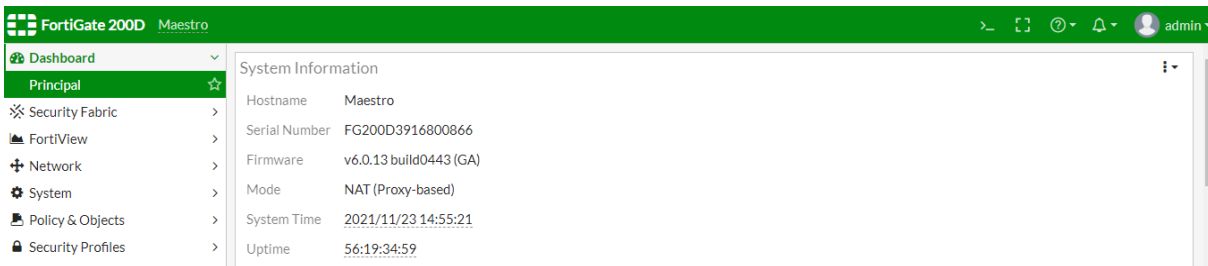 FortiGate 200D Maestro
>_ admin
Dashboard
Principal
Security Fabric
FortiView
Network
System
Policy & Objects
Security Profiles
System Information
Hostname Maestro
Serial Number FG200D3916800866
Firmware v6.0.13 build0443 (GA)
Mode NAT (Proxy-based)
System Time 2021/11/23 14:55:21
Uptime 56:19:34:59